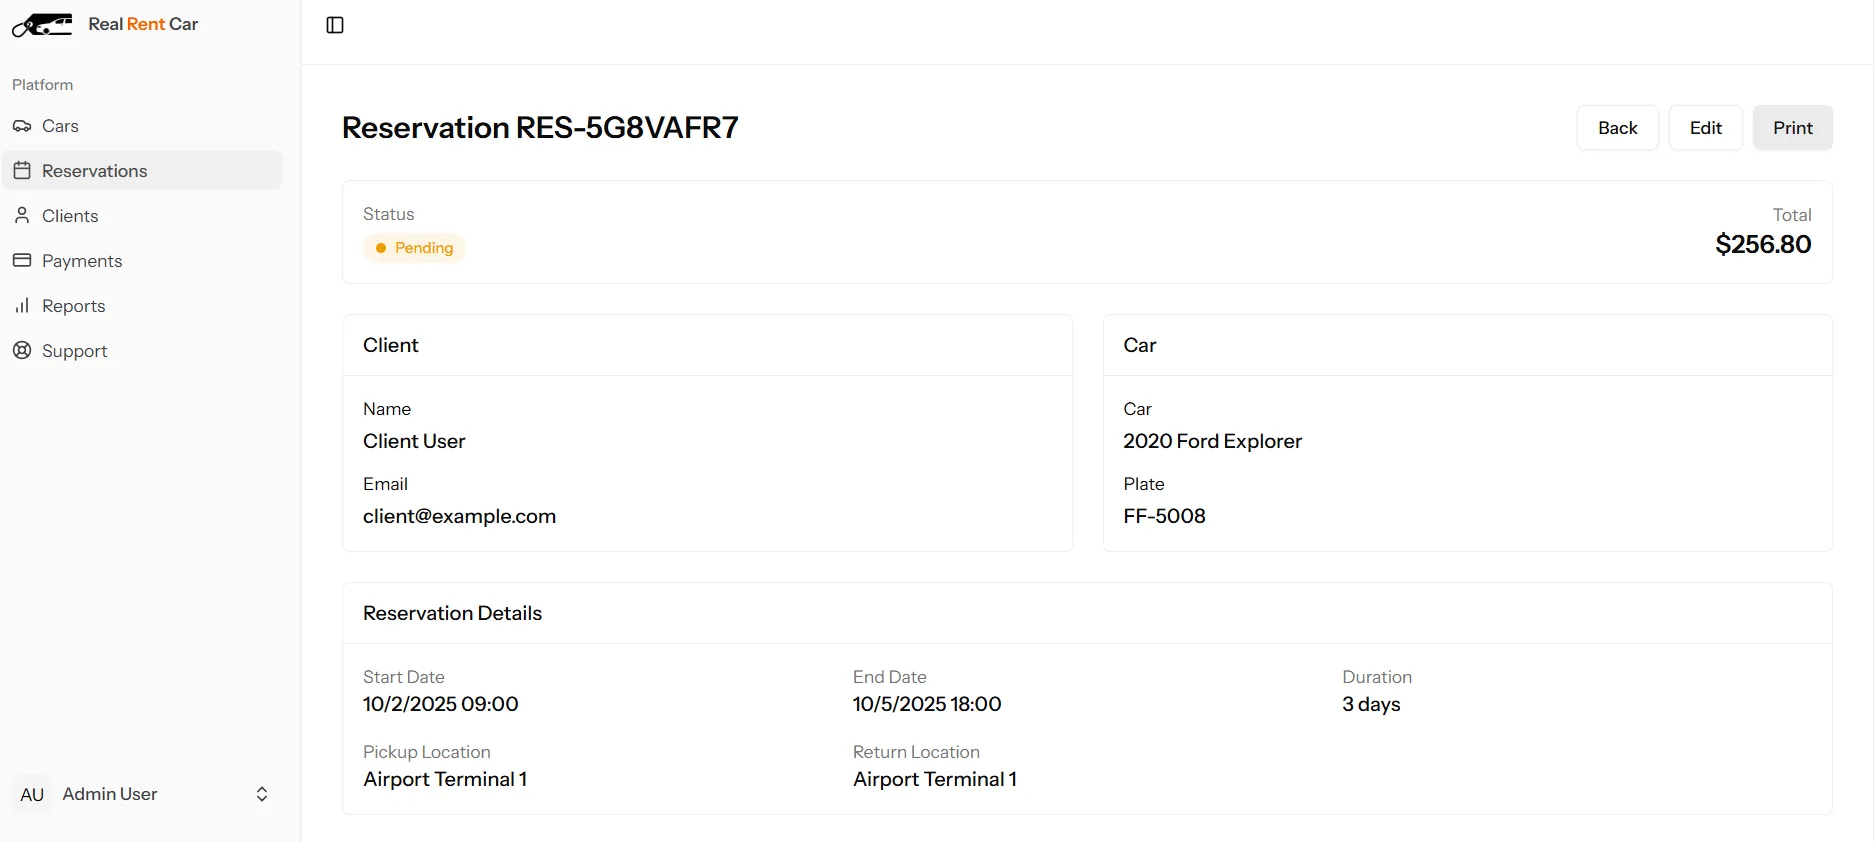 Real Rent Car
Platform
Cars
Reservations
Clients
Payments
Reports
Support
AU Admin User
Reservation RES-5G8VAFR7
Back
Edit
Print
Status
Pending
Total
$256.80
Client
Name
Client User
Email
client@example.com
Car
Car
2020 Ford Explorer
Plate
FF-5008
Reservation Details
Start Date
10/2/2025 09:00
End Date
10/5/2025 18:00
Duration
3 days
Pickup Location
Airport Terminal 1
Return Location
Airport Terminal 1